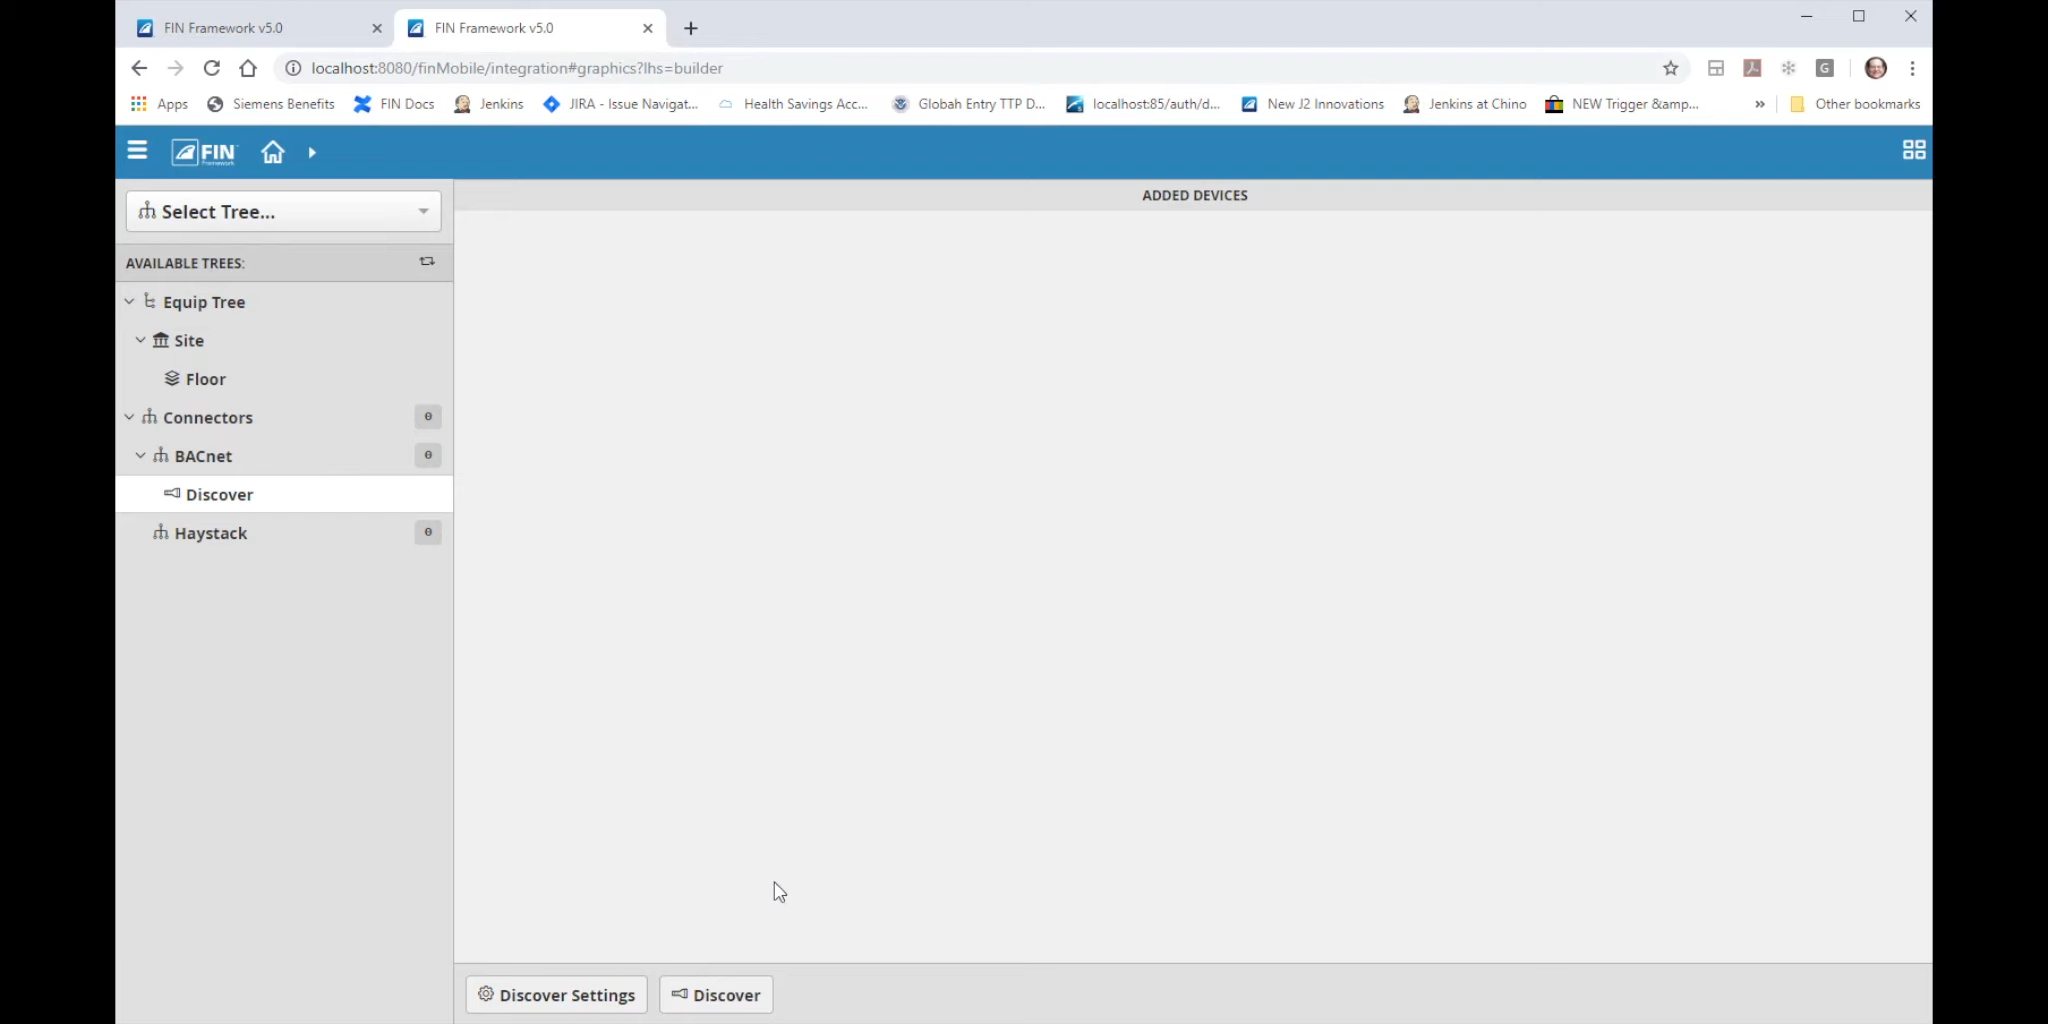 FIN Framework v5.0
FIN Framework v5.0
localhost:8080/finMobile/integration#graphics?lhs=builder
G
Apps
Siemens Benefits
FIN Docs
Jenkins
JIRA - Issue Navigat...
Health Savings Acc...
Globah Entry TTP D...
localhost:85/auth/d...
New J2 Innovations
Jenkins at Chino
NEW Trigger &amp...
»
Other bookmarks
FIN
Framework
Select Tree...
ADDED DEVICES
AVAILABLE TREES:
Equip Tree
Site
Floor
Connectors 0
BACnet 0
Discover
Haystack 0
Discover Settings
Discover